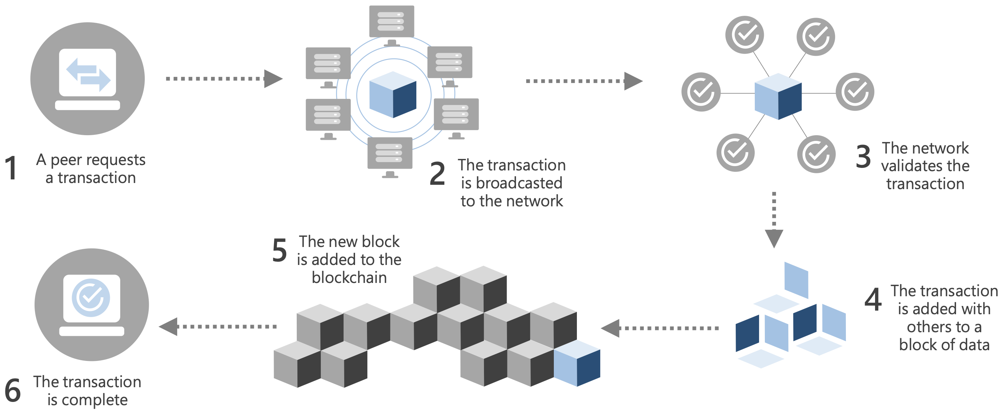 1
A peer requests
a transaction
2
The transaction
is broadcasted
to the network
3
The network
validates the
transaction
4
The transaction
is added with
others to a
block of data
5
The new block
is added to the
blockchain
6
The transaction
is complete